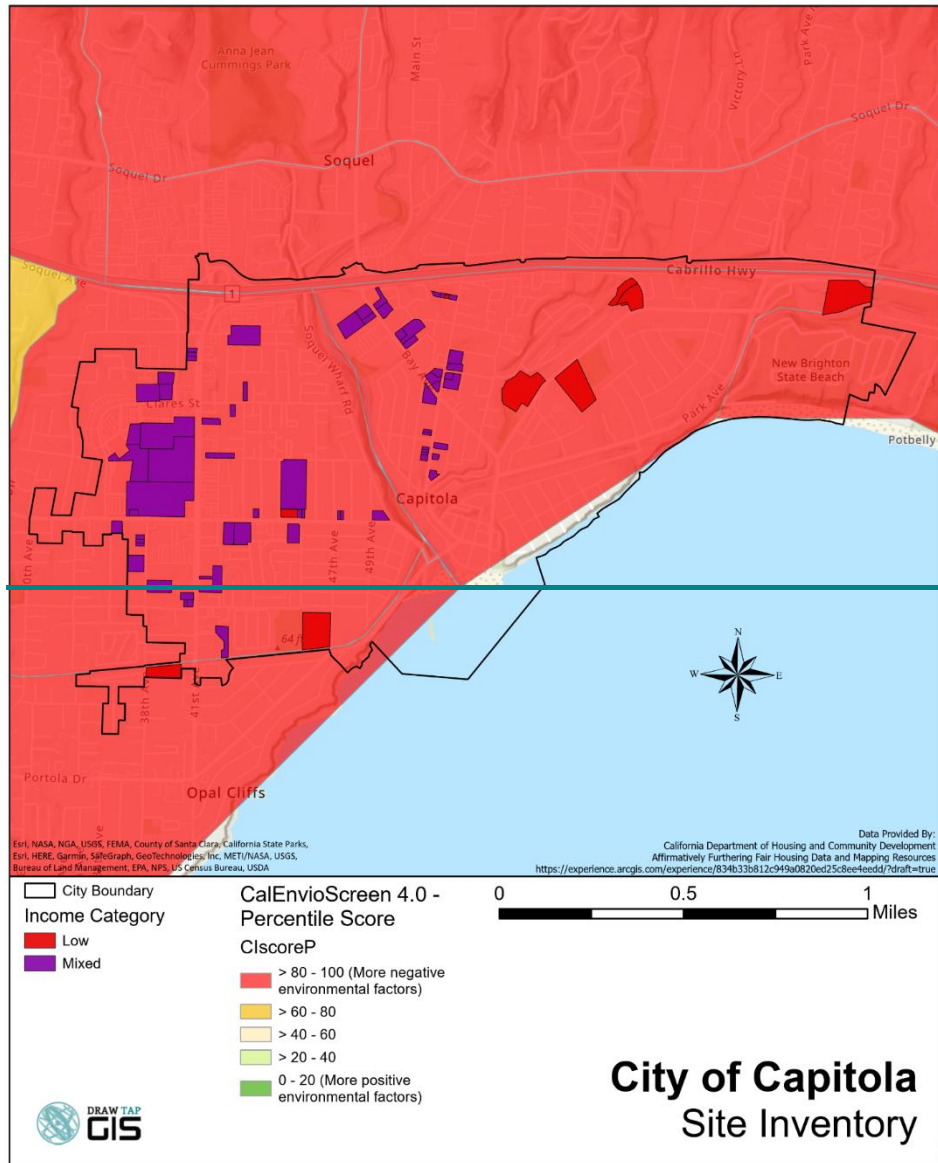 Anna Jean
Cummings Park
Main St
Victory Ln
Park Ave
Soquel Dr
Soquel
Soquel Dr
Soquel Ave
1
Cabrillo Hwy
Soquel Wharf Rd
Bay Ave
New Brighton
State Beach
Clares St
Park Ave
Potbelly
Capitola
47th Ave
49th Ave
64 ft
N
W
E
S
38th Ave
41st Ave
Portola Dr
Opal Cliffs
Esri, NASA, NGA, USGS, FEMA, County of Santa Clara, California State Parks,
Esri, HERE, Garmin, SafeGraph, GeoTechnologies, Inc, METI/NASA, USGS,
Bureau of Land Management, EPA, NPS, US Census Bureau, USDA
Data Provided By:
California Department of Housing and Community Development
Affirmatively Furthering Fair Housing Data and Mapping Resources
https://experience.arcgis.com/experience/834b33b812c949a0820ed25c8ee4eedd/?draft=true
City Boundary
Income Category
Low
Mixed
CalEnvioScreen 4.0 -
Percentile Score
CIscoreP
> 80 - 100 (More negative
environmental factors)
> 60 - 80
> 40 - 60
> 20 - 40
0 - 20 (More positive
environmental factors)
0 0.5 1
Miles
City of Capitola
Site Inventory
DRAW TAP
GIS